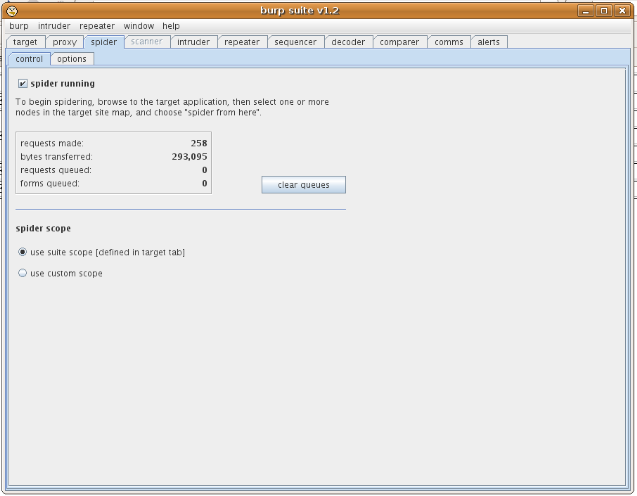 burp suite v1.2
burp intruder repeater window help
target proxy spider scanner intruder repeater sequencer decoder comparer comms alerts
control options
spider running
To begin spidering, browse to the target application, then select one or more
nodes in the target site map, and choose "spider from here".
requests made: 258
bytes transferred: 293,095
requests queued: 0
forms queued: 0
clear queues
spider scope
use suite scope [defined in target tab]
use custom scope